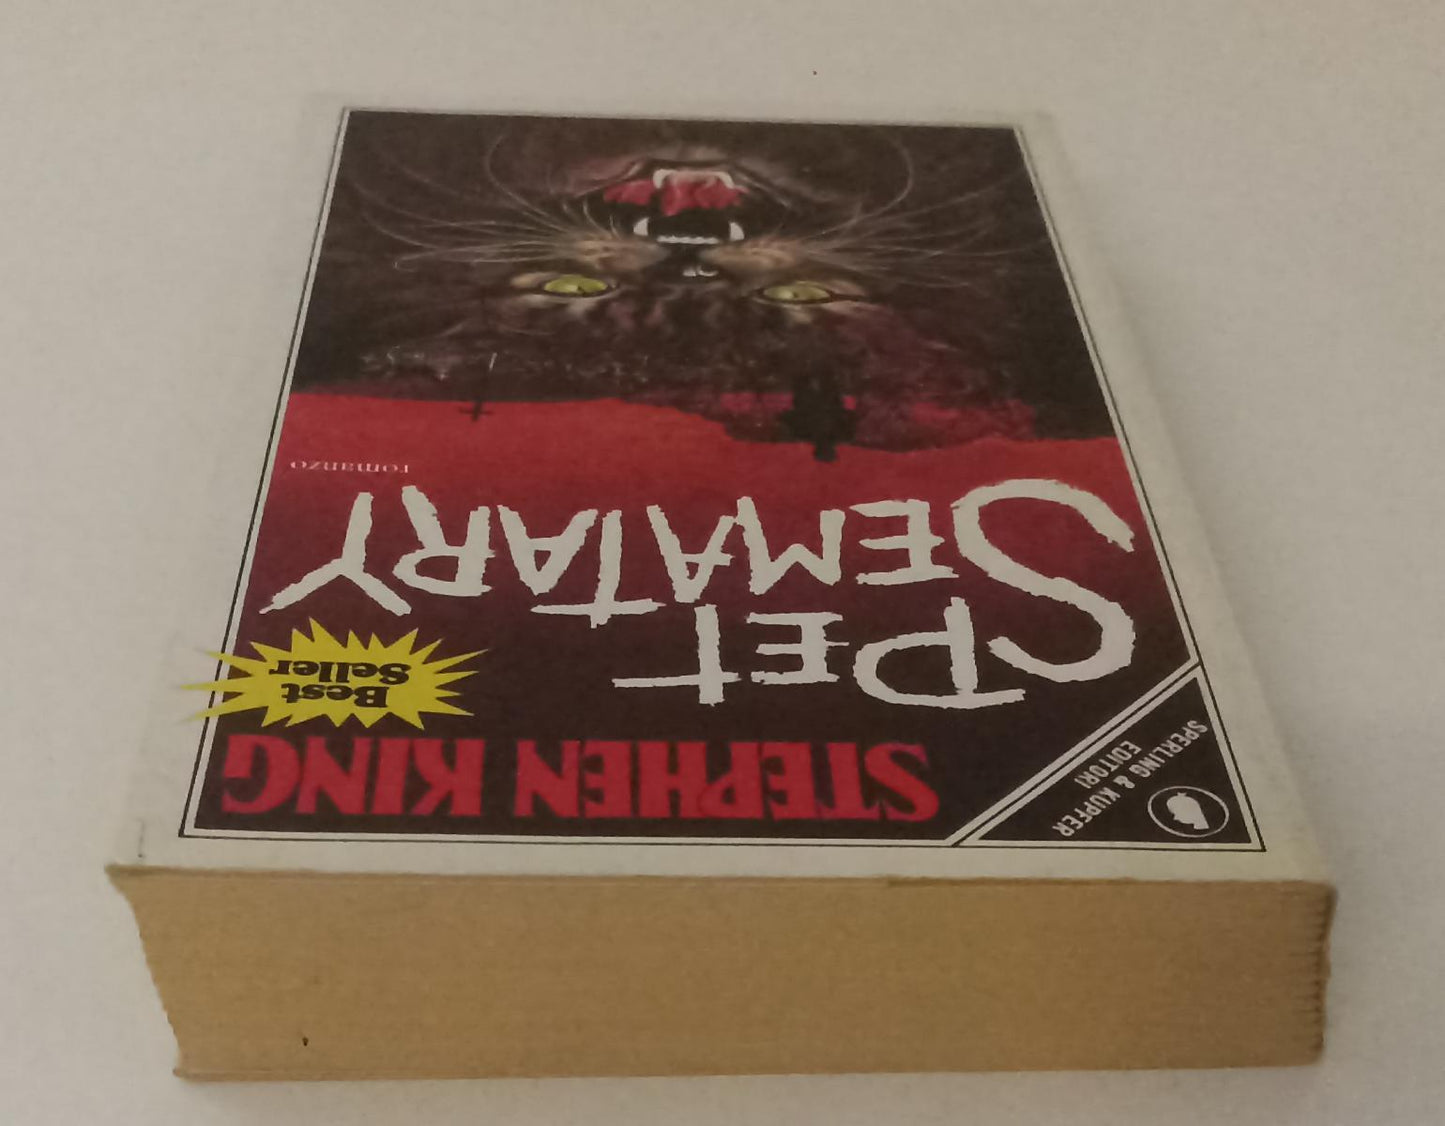 SPERLING & KUPFER
EDITORI
STEPHEN KING
Best
Seller
PET
SEMATARY
romanzo